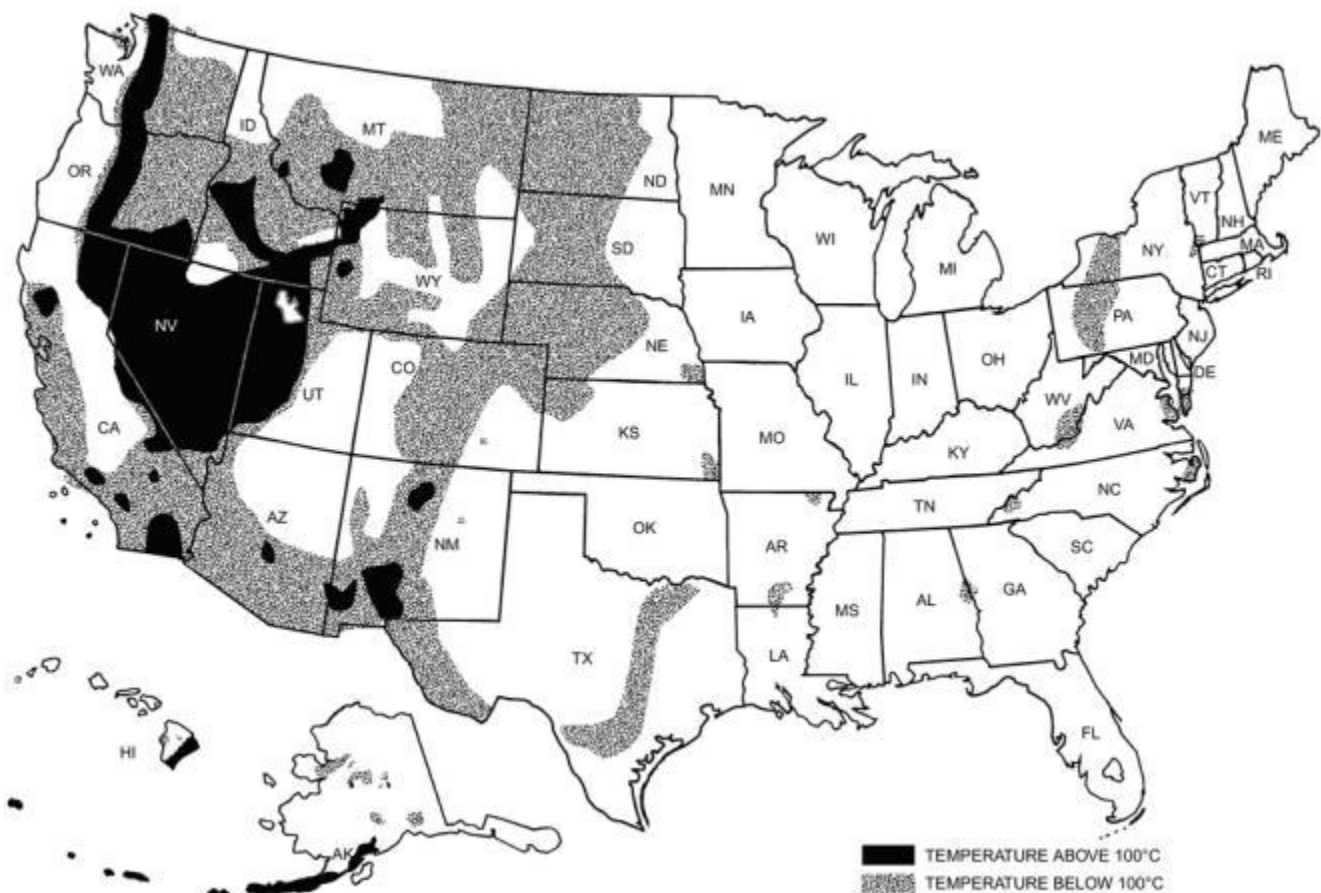 WA
MT
ID
OR
ND
MN
SD
WI
MI
WY
ME
VT
NH
NY
MA
CT
RI
IA
PA
NV
NE
NJ
OH
IL
IN
MD
DE
CO
UT
WV
CA
KS
MO
VA
KY
NC
TN
AZ
OK
NM
AR
SC
MS
AL
GA
TX
LA
HI
FL
AK
TEMPERATURE ABOVE 100°C
TEMPERATURE BELOW 100°C